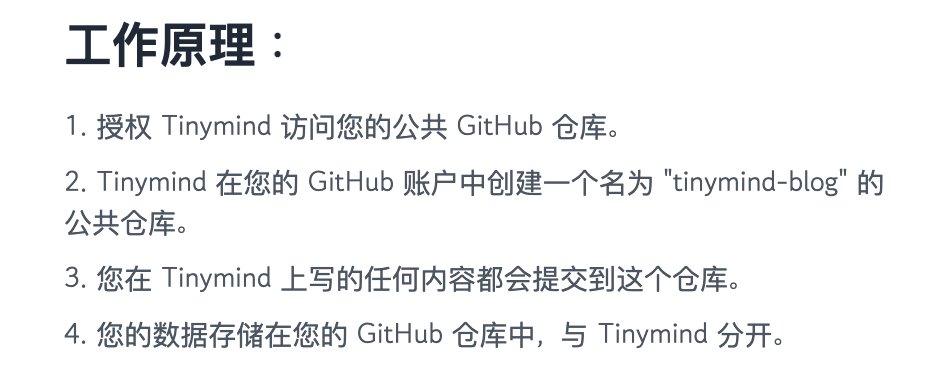 工作原理：
1. 授权 Tinymind 访问您的公共 GitHub 仓库。
2. Tinymind 在您的 GitHub 账户中创建一个名为 "tinymind-blog" 的
公共仓库。
3. 您在 Tinymind 上写的任何内容都会提交到这个仓库。
4. 您的数据存储在您的 GitHub 仓库中，与 Tinymind 分开。